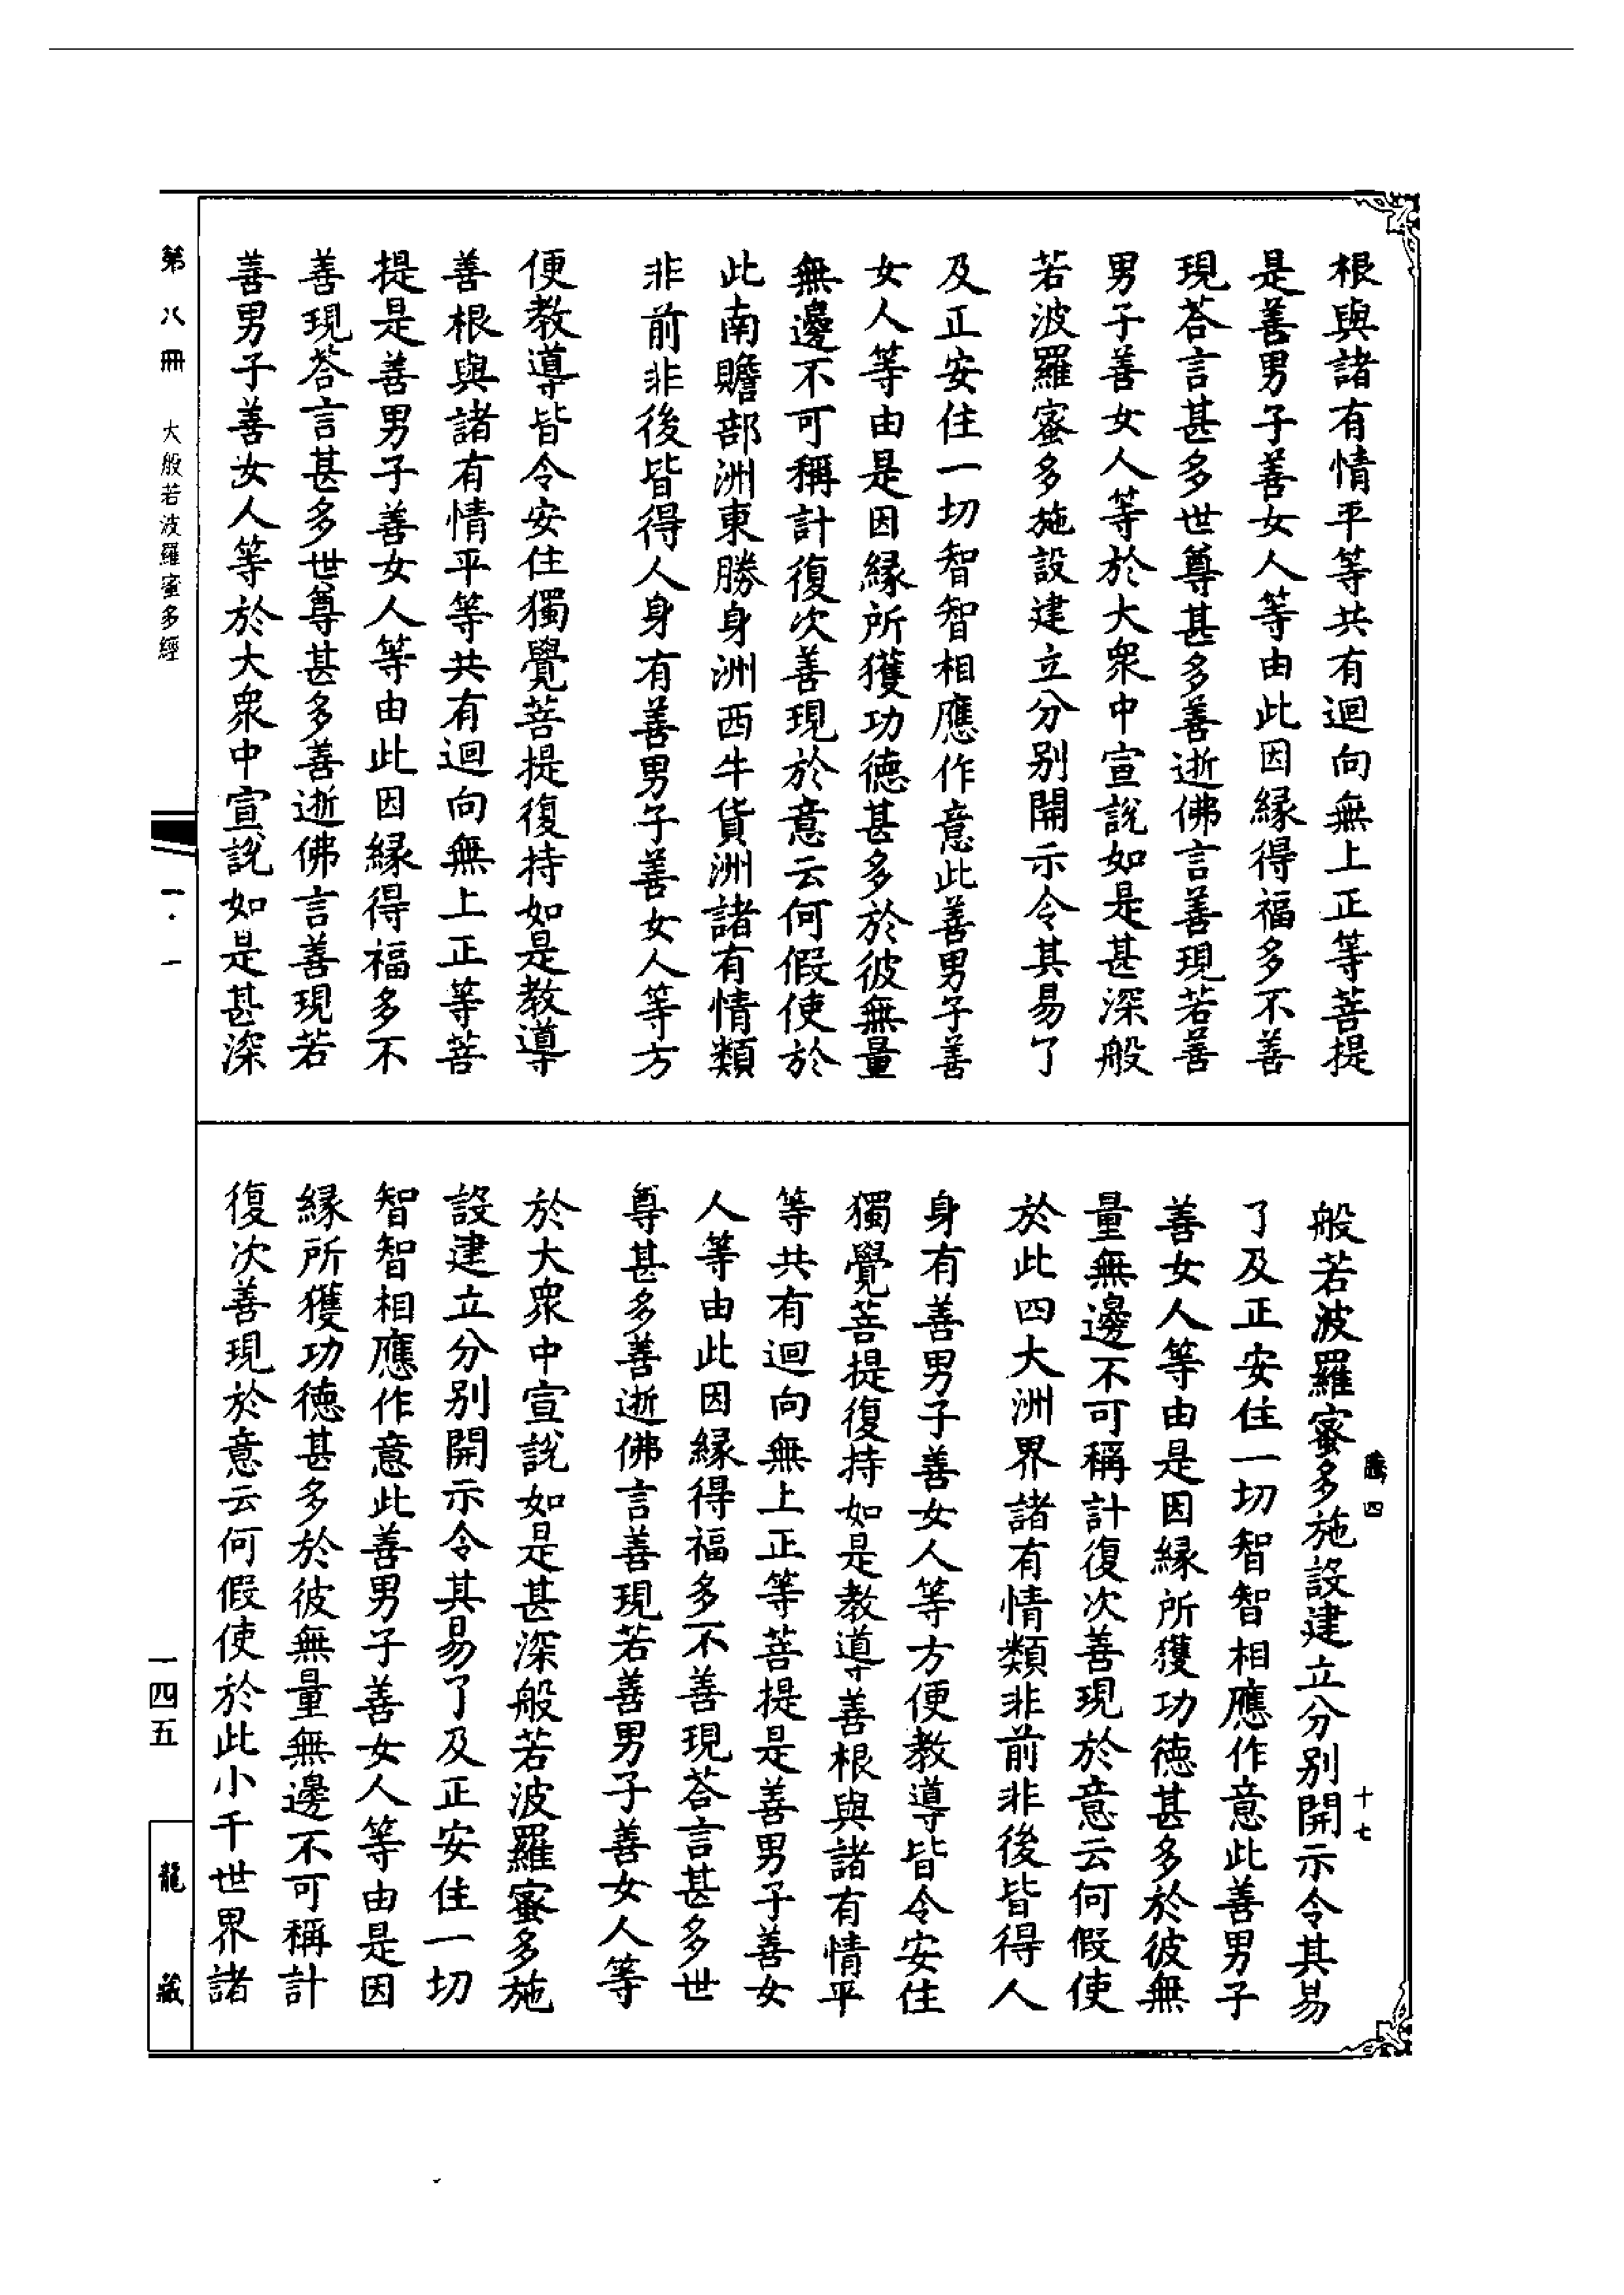 根與諸有情平等共有迴向無上正等菩提
是善男子善女人等由此因緣得福多不善
現荅言甚多世尊甚多善逝佛言善現若善
男子善女人等於大衆中宣說如是甚深般
若波羅蜜多施設建立分別開示令其易了
及正安住一切智智相應作意此善男子善
女人等由是因緣所獲功德甚多於彼無量
無邊不可稱計復次善現於意云何假使於
此南贍部洲東勝身洲西牛貨洲諸有情類
非前非後皆得人身有善男子善女人等方
便教導皆令安住獨覺菩提復持如是教導
善根與諸有情平等共有迴向無上正等菩
提是善男子善女人等由此因緣得福多不
善現荅言甚多世尊甚多善逝佛言善現若
善男子善女人等於大衆中宣說如是甚深
般若波羅蜜多施設建立分別開示令其易
了及正安住一切智智相應作意此善男子
善女人等由是因緣所獲功德甚多於彼無
量無邊不可稱計復次善現於意云何假使
於此四大洲界諸有情類非前非後皆得人
身有善男子善女人等方便教導皆令安住
獨覺菩提復持如是教導善根與諸有情平
等共有迴向無上正等菩提是善男子善女
人等由此因緣得福多不善現荅言甚多世
尊甚多善逝佛言善現若善男子善女人等
於大衆中宣說如是甚深般若波羅蜜多施
設建立分別開示令其易了及正安住一切
智智相應作意此善男子善女人等由是因
緣所獲功德甚多於彼無量無邊不可稱計
復次善現於意云何假使於此小千世界諸
四
十七
第八冊 大般若波羅蜜多經
一·一
一四五
龍藏